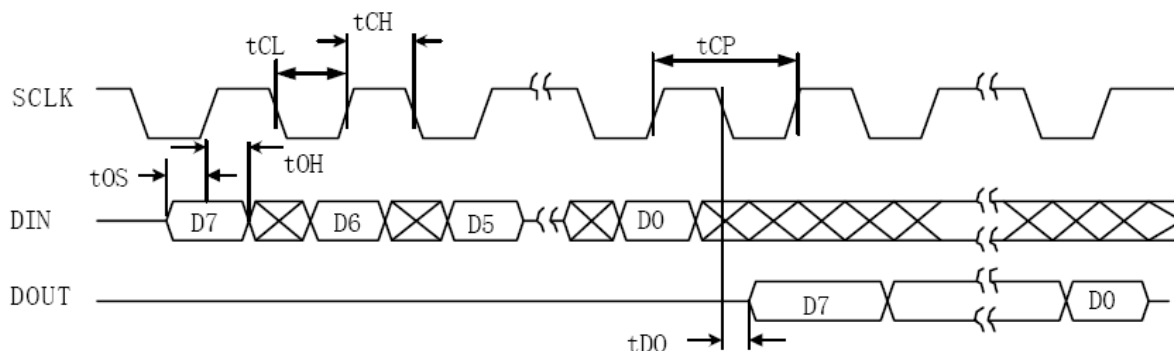 tCL tCH tCP
SCLK
tOS tOH
DIN D7 D6 D5 D0
DOUT D7 D0
tDO